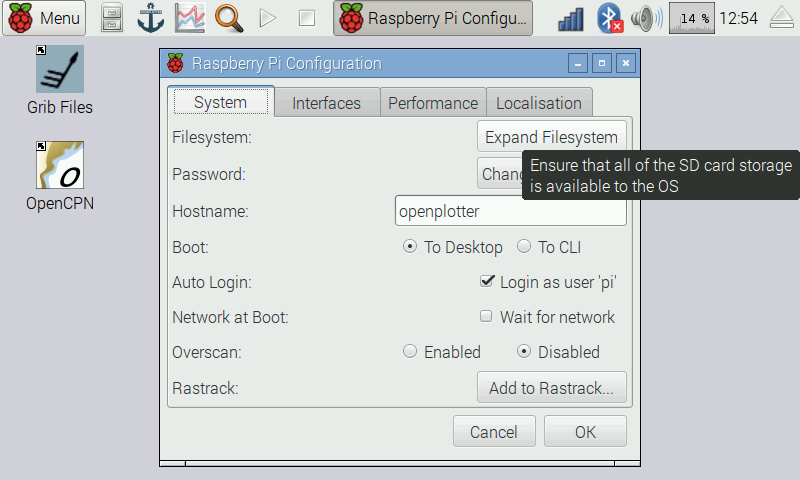 Menu
Raspberry Pi Configu...
14 %
12:54
Grib Files
OpenCPN
Raspberry Pi Configuration
System
Interfaces
Performance
Localisation
Filesystem:
Expand Filesystem
Ensure that all of the SD card storage
is available to the OS
Password:
Hostname:
openplotter
Boot:
To Desktop
To CLI
Auto Login:
Login as user 'pi'
Network at Boot:
Wait for network
Overscan:
Enabled
Disabled
Rastrack:
Add to Rastrack...
Cancel
OK